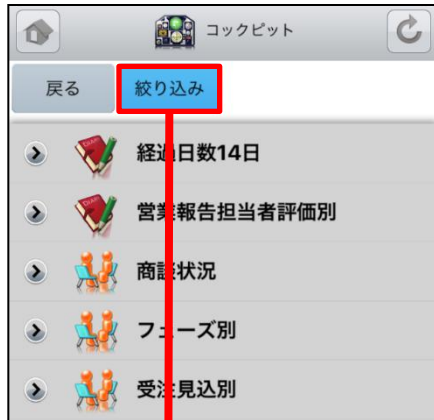 コックピット
戻る 絞り込み
経過日数14日
営業報告担当者評価別
商談状況
フェーズ別
受注見込別